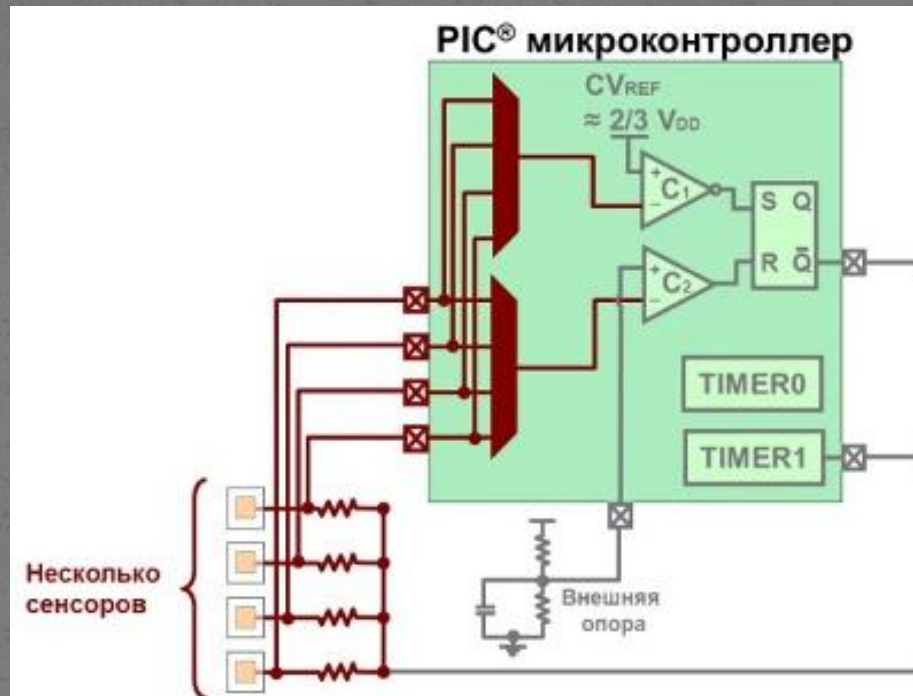 PIC® микроконтроллер
CVREF
≈ 2/3 VDD
+
C1
−
S Q
+
C2
−
R Q̅
TIMER0
TIMER1
Несколько
сенсоров
Внешняя
опора